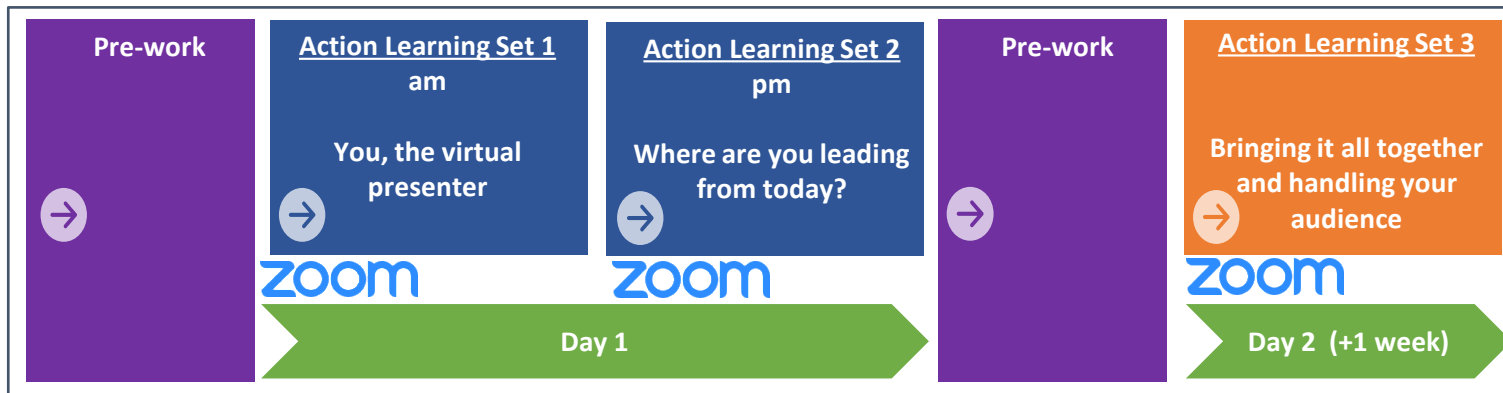 Pre-work
Action Learning Set 1
am
You, the virtual
presenter
zoom
Action Learning Set 2
pm
Where are you leading
from today?
zoom
Day 1
Pre-work
Action Learning Set 3
Bringing it all together
and handling your
audience
zoom
Day 2 (+1 week)